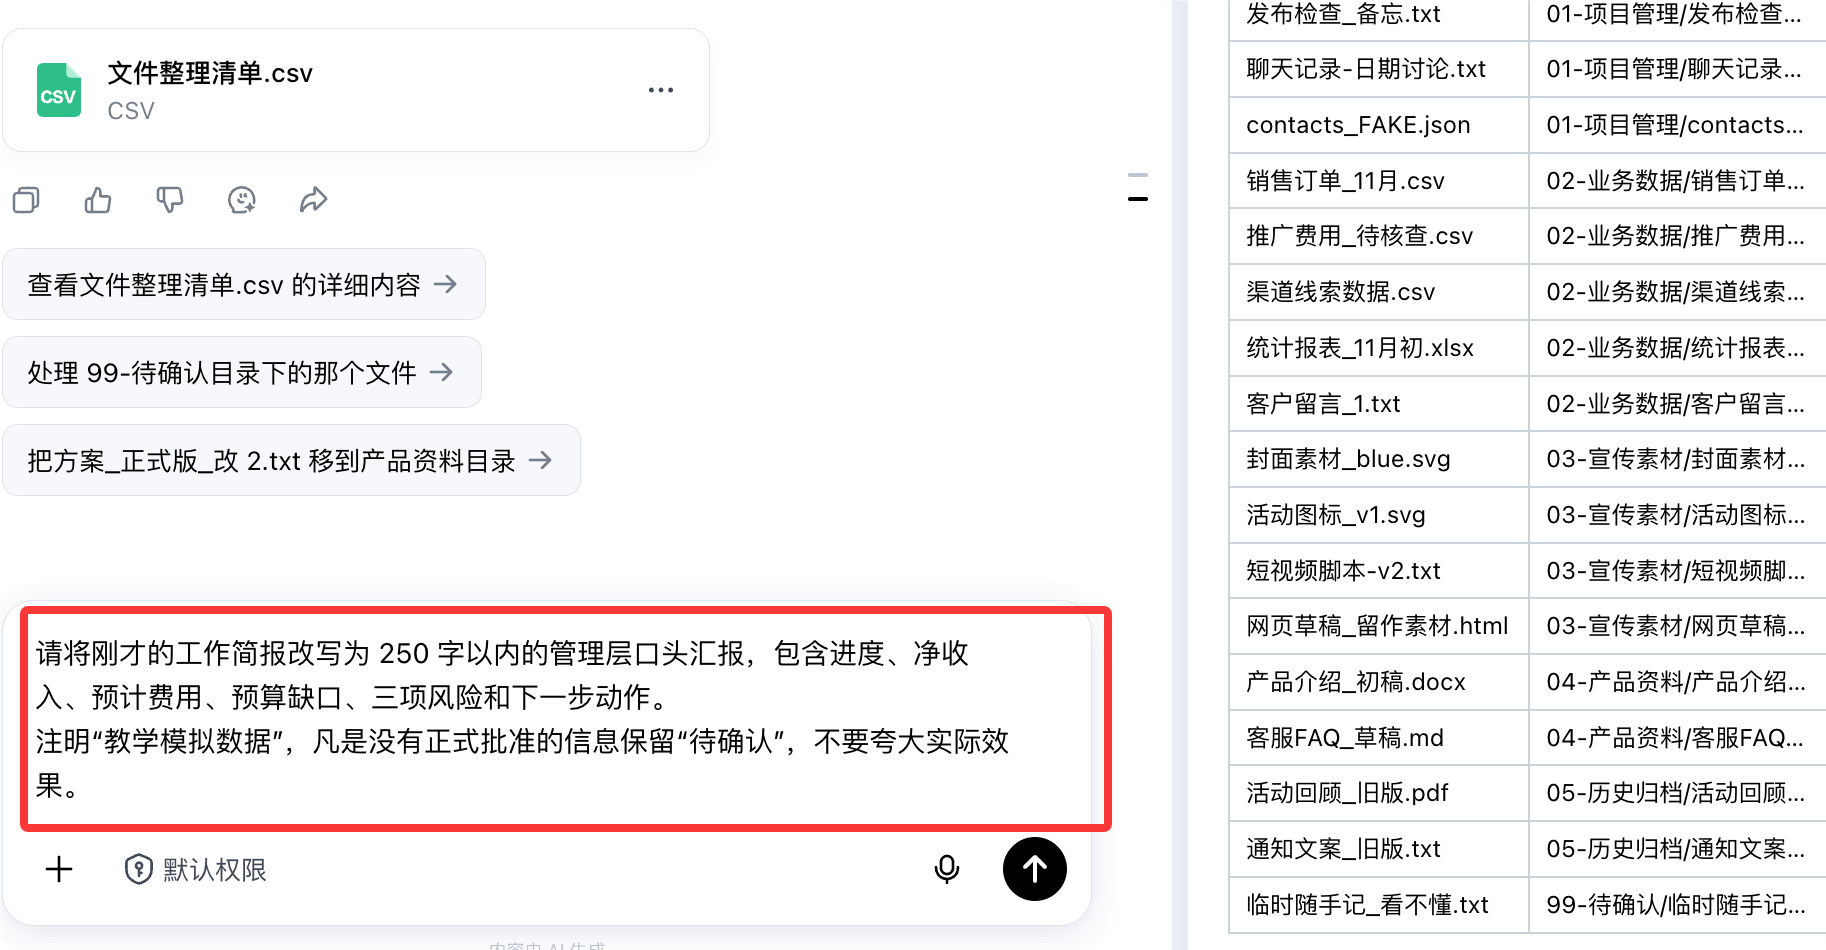 文件整理清单.csv
CSV
CSV
查看文件整理清单.csv 的详细内容
处理 99-待确认目录下的那个文件
把方案_正式版_改 2.txt 移到产品资料目录
请将刚才的工作简报改写为 250 字以内的管理层口头汇报，包含进度、净收
入、预计费用、预算缺口、三项风险和下一步动作。
注明“教学模拟数据”，凡是没有正式批准的信息保留“待确认”，不要夸大实际效
果。
默认权限
内容由 AI 生成
发布检查_备忘.txt 01-项目管理/发布检查...
聊天记录-日期讨论.txt 01-项目管理/聊天记录...
contacts_FAKE.json 01-项目管理/contacts...
销售订单_11月.csv 02-业务数据/销售订单...
推广费用_待核查.csv 02-业务数据/推广费用...
渠道线索数据.csv 02-业务数据/渠道线索...
统计报表_11月初.xlsx 02-业务数据/统计报表...
客户留言_1.txt 02-业务数据/客户留言...
封面素材_blue.svg 03-宣传素材/封面素材...
活动图标_v1.svg 03-宣传素材/活动图标...
短视频脚本-v2.txt 03-宣传素材/短视频脚...
网页草稿_留作素材.html 03-宣传素材/网页草稿...
产品介绍_初稿.docx 04-产品资料/产品介绍...
客服FAQ_草稿.md 04-产品资料/客服FAQ...
活动回顾_旧版.pdf 05-历史归档/活动回顾...
通知文案_旧版.txt 05-历史归档/通知文案...
临时随手记_看不懂.txt 99-待确认/临时随手记...